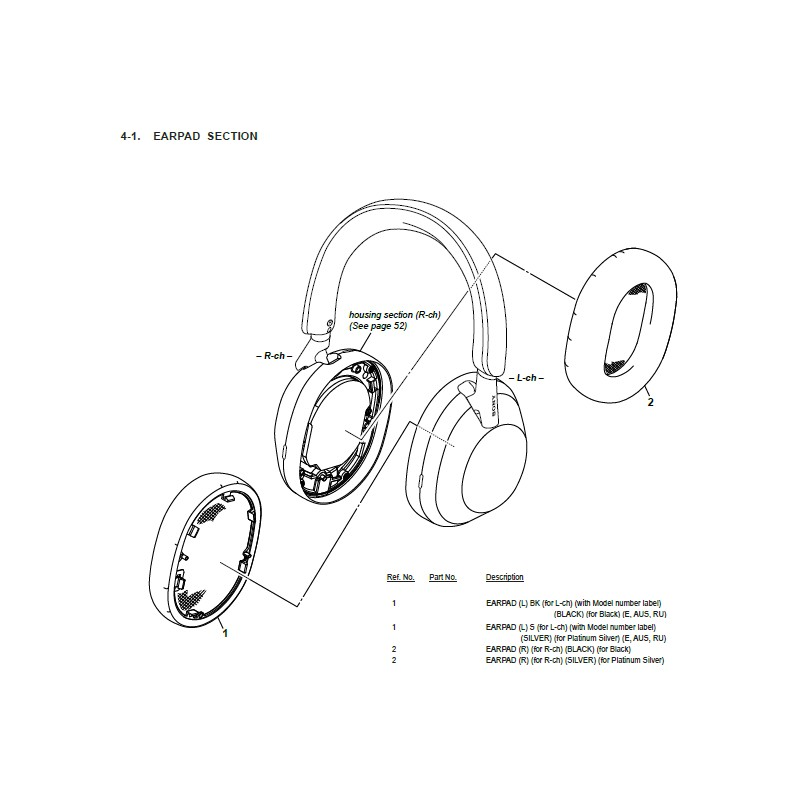 4-1. EARPAD SECTION
housing section (R-ch)
(See page 52)
– R-ch –
– L-ch –
SONY
2
1
Ref. No. Part No. Description
1 EARPAD (L) BK (for L-ch) (with Model number label)
(BLACK) (for Black) (E, AUS, RU)
1 EARPAD (L) S (for L-ch) (with Model number label)
(SILVER) (for Platinum Silver) (E, AUS, RU)
2 EARPAD (R) (for R-ch) (BLACK) (for Black)
2 EARPAD (R) (for R-ch) (SILVER) (for Platinum Silver)